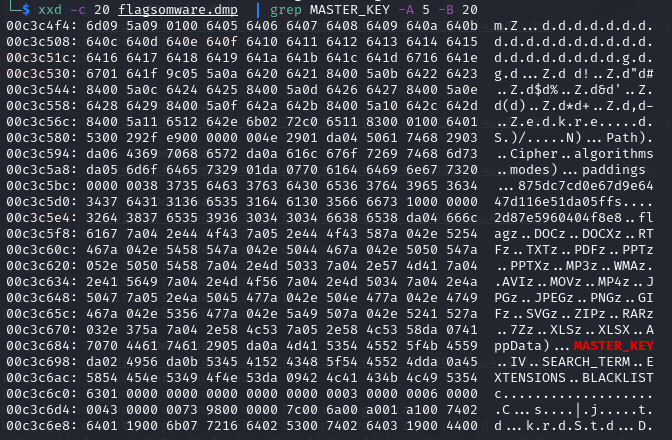 └─$ xxd -c 20 flagsomware.dmp | grep MASTER_KEY -A 5 -B 20
00c3c4f4: 6d09 5a09 0100 6405 6406 6407 6408 6409 640a 640b m.Z...d.d.d.d.d.d.d.
00c3c508: 640c 640d 640e 640f 6410 6411 6412 6413 6414 6415 d.d.d.d.d.d.d.d.d.d.
00c3c51c: 6416 6417 6418 6419 641a 641b 641c 641d 6716 641e d.d.d.d.d.d.d.d.g.d.
00c3c530: 6701 641f 9c05 5a0a 6420 6421 8400 5a0b 6422 6423 g.d...Z.d d!..Z.d"d#
00c3c544: 8400 5a0c 6424 6425 8400 5a0d 6426 6427 8400 5a0e ..Z.d$d%..Z.d&d'..Z.
00c3c558: 6428 6429 8400 5a0f 642a 642b 8400 5a10 642c 642d d(d)..Z.d*d+..Z.d,d-
00c3c56c: 8400 5a11 6512 642e 6b02 72c0 6511 8300 0100 6401 ..Z.e.d.k.r.e.....d.
00c3c580: 5300 292f e900 0000 004e 2901 da04 5061 7468 2903 S.)/.....N)...Path).
00c3c594: da06 4369 7068 6572 da0a 616c 676f 7269 7468 6d73 ..Cipher..algorithms
00c3c5a8: da05 6d6f 6465 7329 01da 0770 6164 6469 6e67 7320 ..modes)...paddings 
00c3c5bc: 0000 0038 3735 6463 3763 6430 6536 3764 3965 3634 ...875dc7cd0e67d9e64
00c3c5d0: 3437 6431 3136 6535 3164 6130 3566 6673 1000 0000 47d116e51da05ffs....
00c3c5e4: 3264 3837 6535 3936 3034 3034 6638 6538 da04 666c 2d87e5960404f8e8..fl
00c3c5f8: 6167 7a04 2e44 4f43 7a05 2e44 4f43 587a 042e 5254 agz..DOCz..DOCXz..RT
00c3c60c: 467a 042e 5458 547a 042e 5044 467a 042e 5050 547a Fz..TXTz..PDFz..PPTz
00c3c620: 052e 5050 5458 7a04 2e4d 5033 7a04 2e57 4d41 7a04 ..PPTXz..MP3z..WMAz.
00c3c634: 2e41 5649 7a04 2e4d 4f56 7a04 2e4d 5034 7a04 2e4a .AVIz..MOVz..MP4z..J
00c3c648: 5047 7a05 2e4a 5045 477a 042e 504e 477a 042e 4749 PGz..JPEGz..PNGz..GI
00c3c65c: 467a 042e 5356 477a 042e 5a49 507a 042e 5241 527a Fz..SVGz..ZIPz..RARz
00c3c670: 032e 375a 7a04 2e58 4c53 7a05 2e58 4c53 58da 0741 ..7Zz..XLSz..XLSX..A
00c3c684: 7070 4461 7461 2905 da0a 4d41 5354 4552 5f4b 4559 ppData)...MASTER_KEY
00c3c698: da02 4956 da0b 5345 4152 4348 5f54 4552 4dda 0a45 ..IV..SEARCH_TERM..E
00c3c6ac: 5854 454e 5349 4f4e 53da 0942 4c41 434b 4c49 5354 XTENSIONS..BLACKLIST
00c3c6c0: 6301 0000 0000 0000 0000 0000 0003 0000 0006 0000 c...................
00c3c6d4: 0043 0000 0073 9800 0000 7c00 6a00 a001 a100 7402 .C...s....|.j.....t.
00c3c6e8: 6401 1900 6b07 7216 6402 5300 7402 6403 1900 4400 d...k.r.d.S.t.d...D.